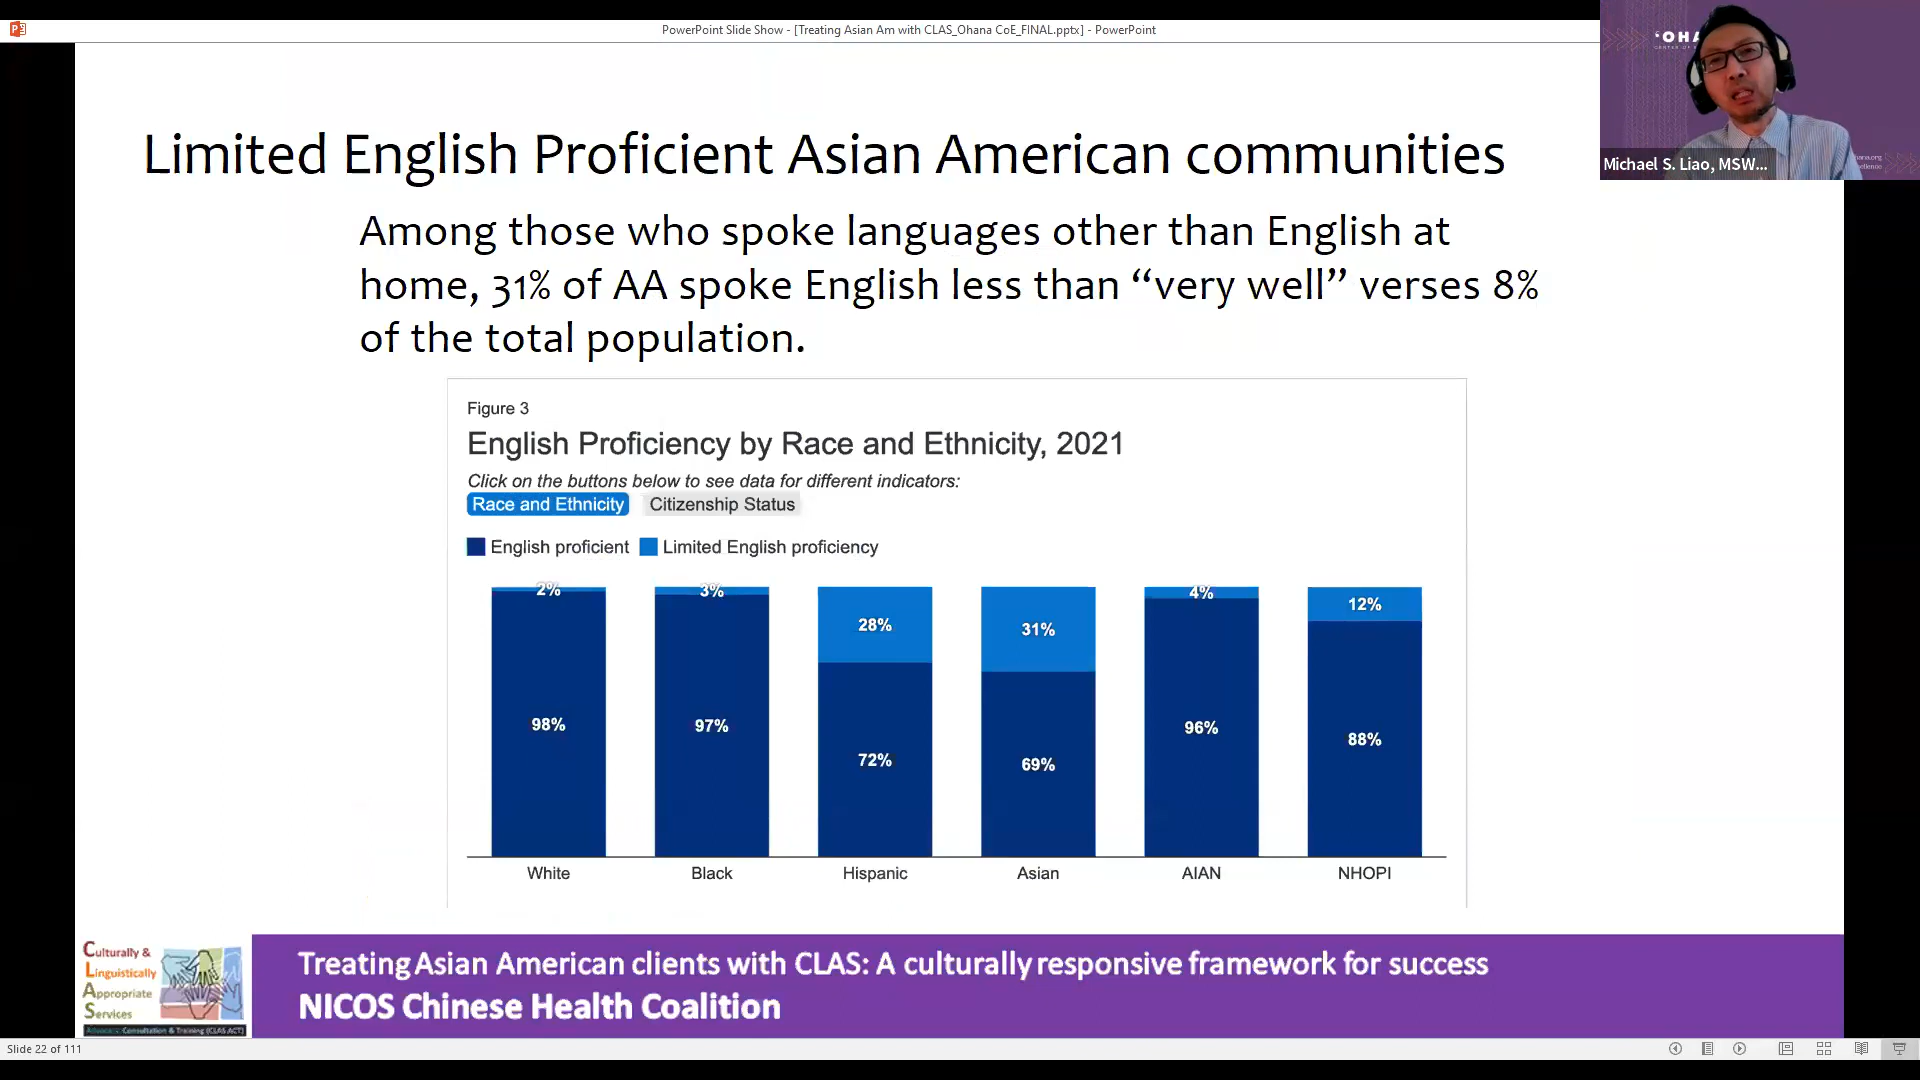 PowerPoint Slide Show - [Treating Asian Am with CLAS_Ohana CoE_FINAL.pptx] - PowerPoint
Michael S. Liao, MSW...
Limited English Proficient Asian American communities
Among those who spoke languages other than English at
home, 31% of AA spoke English less than “very well” verses 8%
of the total population.
Figure 3
English Proficiency by Race and Ethnicity, 2021
Click on the buttons below to see data for different indicators:
Race and Ethnicity Citizenship Status
English proficient Limited English proficiency
2% 3% 28% 31% 4% 12%
98% 97% 72% 69% 96% 88%
White Black Hispanic Asian AIAN NHOPI
Culturally &
Linguistically
Appropriate
Services
Consultation & Training (CLAS ACT)
Treating Asian American clients with CLAS: A culturally responsive framework for success
NICOS Chinese Health Coalition
Slide 22 of 111